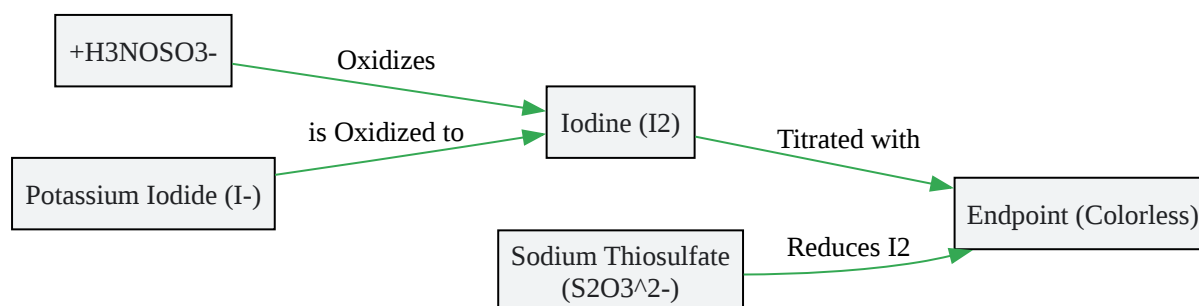 +H3NOSO3-
Oxidizes
is Oxidized to
Potassium Iodide (I-)
Iodine (I2)
Titrated with
Endpoint (Colorless)
Sodium Thiosulfate
(S2O3^2-)
Reduces I2